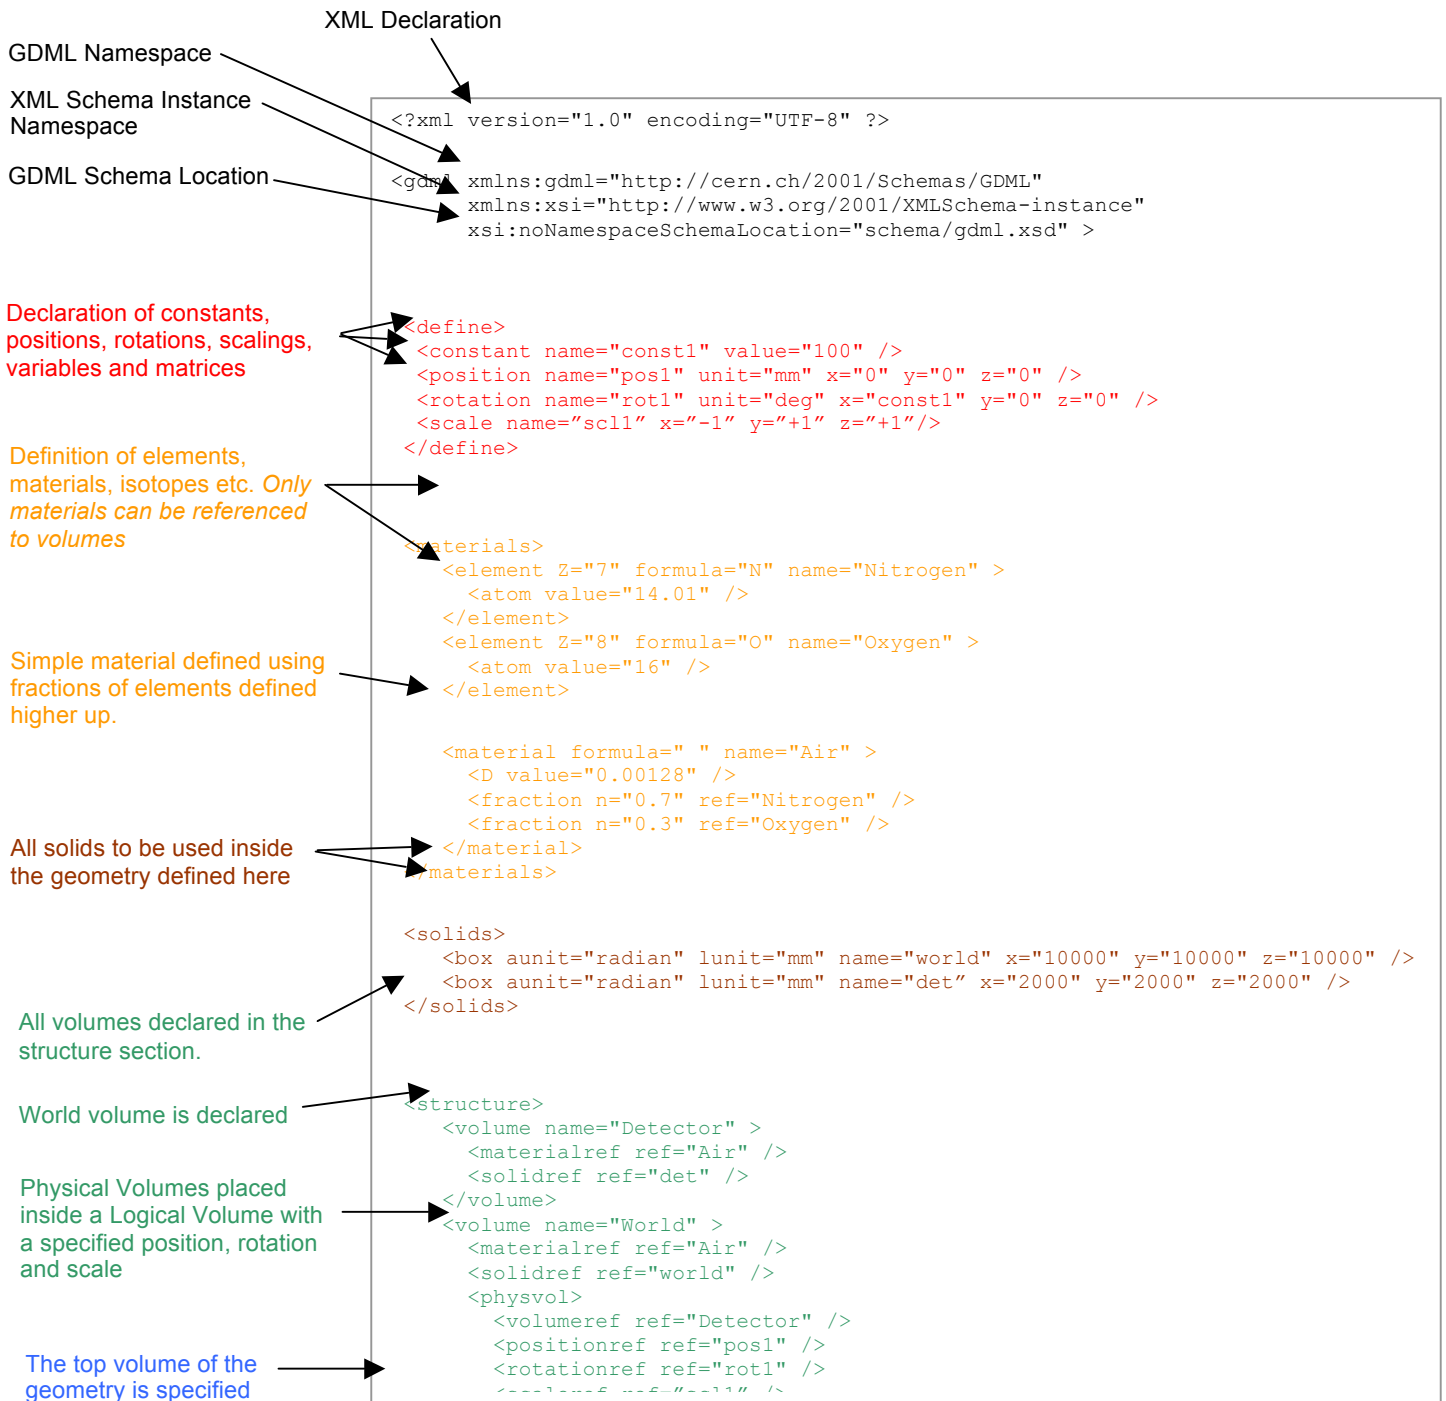 XML Declaration
GDML Namespace
XML Schema Instance
Namespace
GDML Schema Location
<?xml version="1.0" encoding="UTF-8" ?>
<gdml xmlns:gdml="http://cern.ch/2001/Schemas/GDML"
xmlns:xsi="http://www.w3.org/2001/XMLSchema-instance"
xsi:noNamespaceSchemaLocation="schema/gdml.xsd" >
Declaration of constants,
positions, rotations, scalings,
variables and matrices
<define>
<constant name="const1" value="100" />
<position name="pos1" unit="mm" x="0" y="0" z="0" />
<rotation name="rot1" unit="deg" x="const1" y="0" z="0" />
<scale name=”scl1” x=”-1” y=”+1” z=”+1”/>
</define>
Definition of elements,
materials, isotopes etc. Only
materials can be referenced
to volumes
<materials>
<element Z="7" formula="N" name="Nitrogen" >
<atom value="14.01" />
</element>
<element Z="8" formula="O" name="Oxygen" >
<atom value="16" />
</element>
Simple material defined using
fractions of elements defined
higher up.
<material formula=" " name="Air" >
<D value="0.00128" />
<fraction n="0.7" ref="Nitrogen" />
<fraction n="0.3" ref="Oxygen" />
</material>
</materials>
All solids to be used inside
the geometry defined here
<solids>
<box aunit="radian" lunit="mm" name="world" x="10000" y="10000" z="10000" />
<box aunit="radian" lunit="mm" name="det” x="2000" y="2000" z="2000" />
</solids>
All volumes declared in the
structure section.
World volume is declared
<structure>
<volume name="Detector" >
<materialref ref="Air" />
<solidref ref="det" />
</volume>
<volume name="World" >
<materialref ref="Air" />
<solidref ref="world" />
<physvol>
<volumeref ref="Detector" />
<positionref ref="pos1" />
<rotationref ref="rot1" />
<scaleref ref=”scl1” />
Physical Volumes placed
inside a Logical Volume with
a specified position, rotation
and scale
The top volume of the
geometry is specified